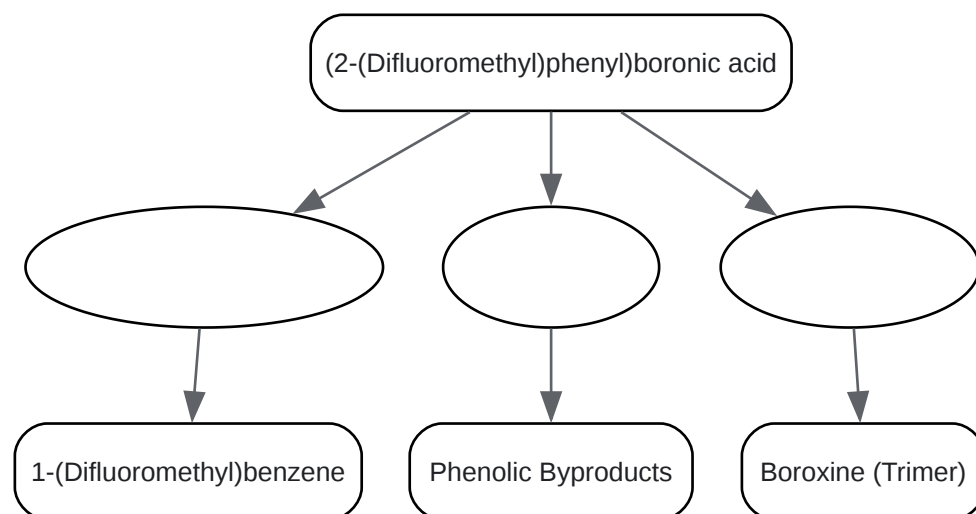 (2-(Difluoromethyl)phenyl)boronic acid
1-(Difluoromethyl)benzene
Phenolic Byproducts
Boroxine (Trimer)